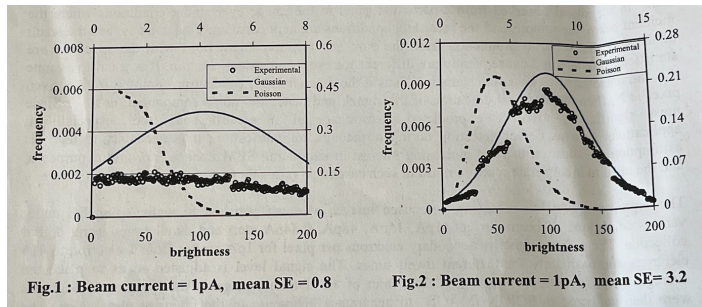 0 2 4 6 8
0.008 0.6
Experimental
Gaussian
Poisson
0.006 0.45
0.004 0.3
0.002 0.15
0 0
frequency
0 50 100 150 200
brightness
Fig.1 : Beam current = 1pA, mean SE = 0.8
0 5 10 15
0.012 0.28
Experimental
Gaussian
Poisson
0.009 0.21
0.006 0.14
0.003 0.07
0 0
frequency
0 50 100 150 200
brightness
Fig.2 : Beam current = 1pA, mean SE= 3.2